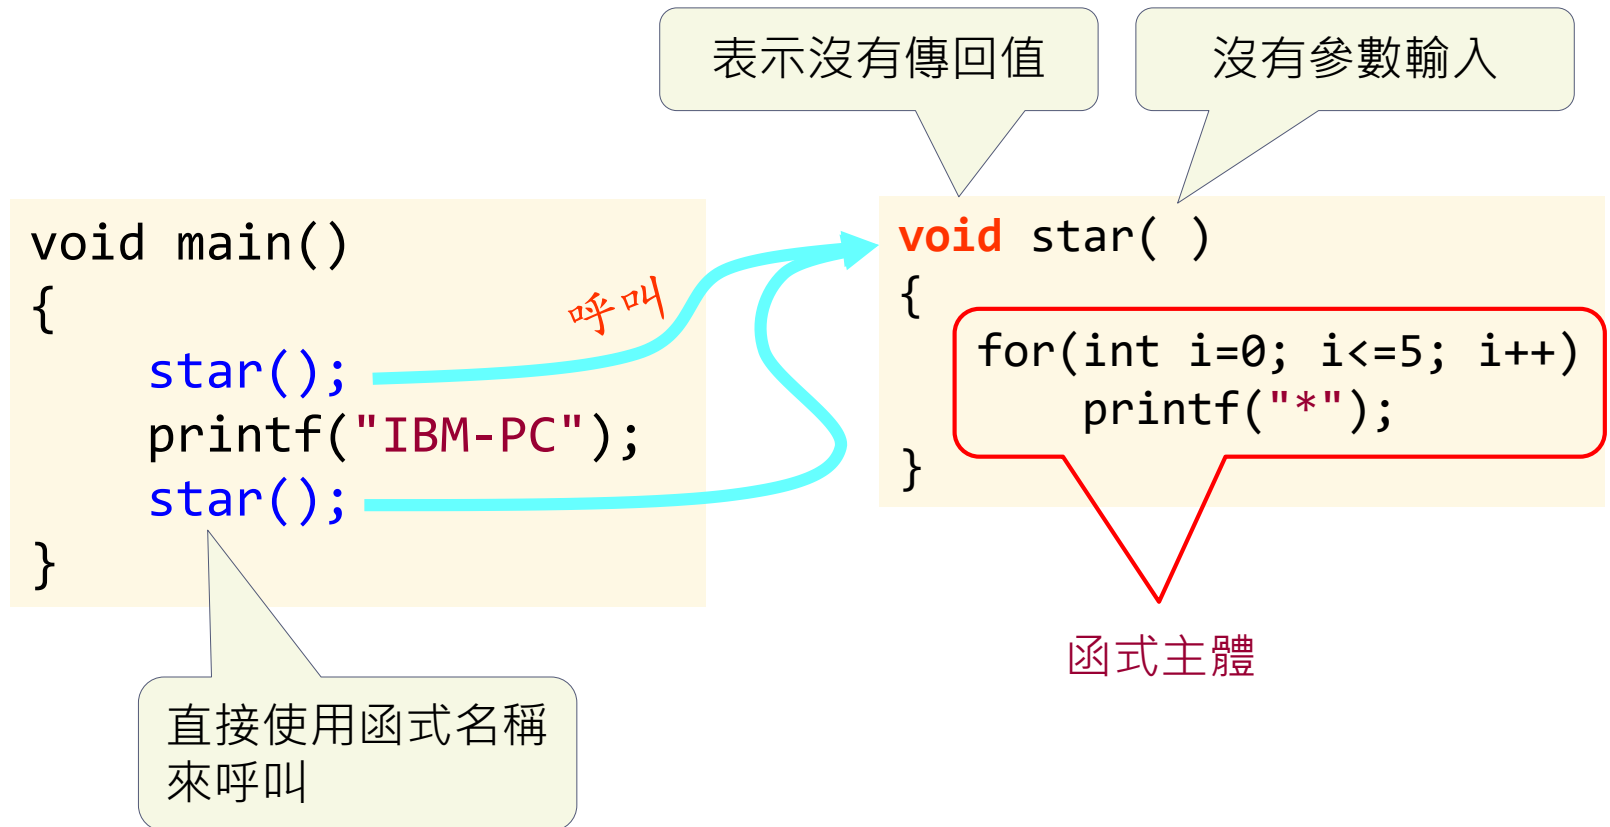 表示沒有傳回值
沒有參數輸入
void main()
{
star();
printf("IBM-PC");
star();
}
呼叫
void star( )
{
for(int i=0; i<=5; i++)
printf("*");
}
函式主體
直接使用函式名稱
來呼叫